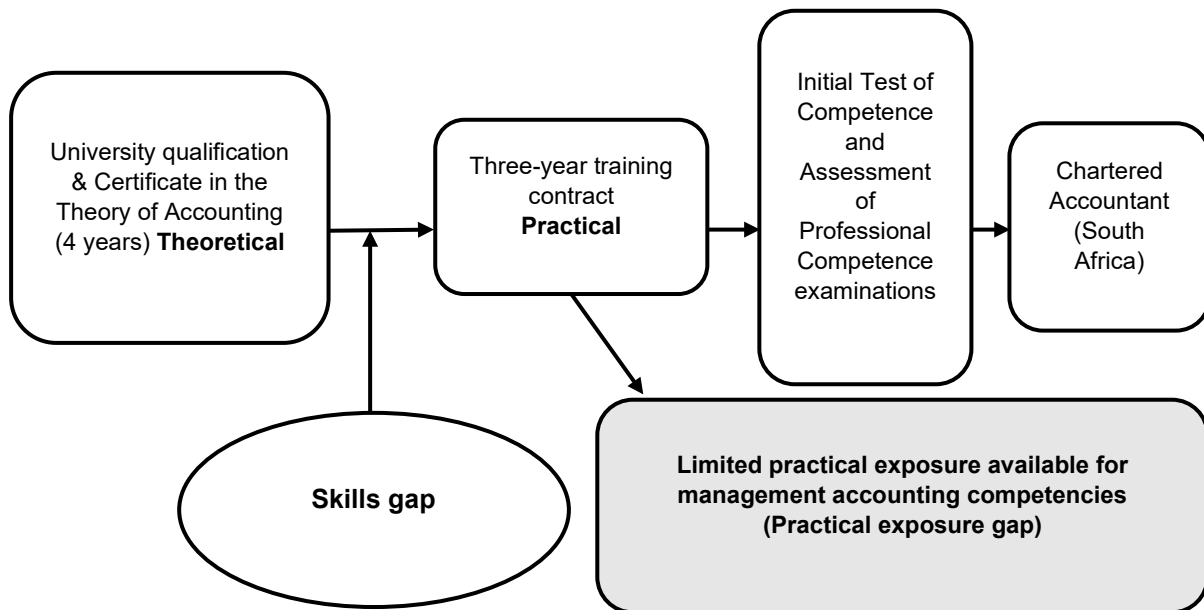 University qualification
& Certificate in the
Theory of Accounting
(4 years) Theoretical
Three-year training
contract
Practical
Initial Test of
Competence
and
Assessment
of
Professional
Competence
examinations
Chartered
Accountant
(South
Africa)
Skills gap
Limited practical exposure available for
management accounting competencies
(Practical exposure gap)